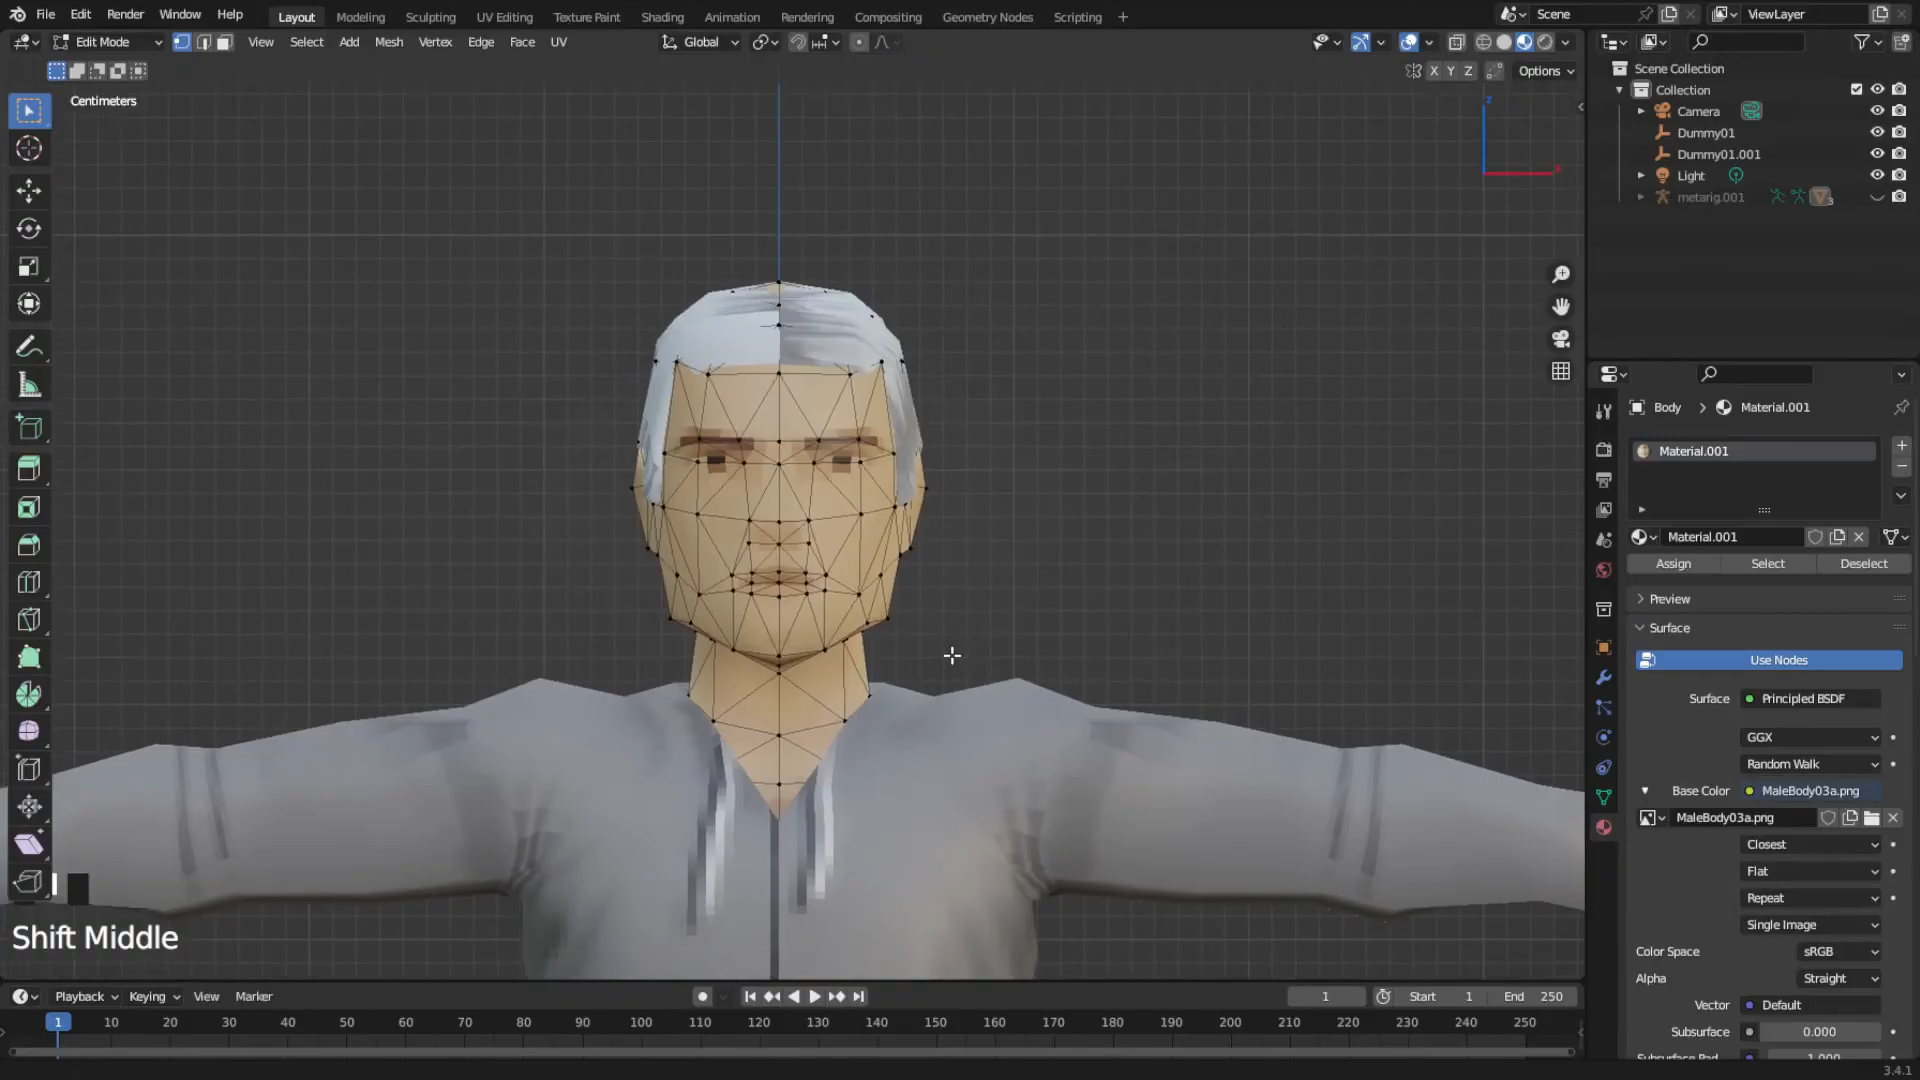 File Edit Render Window Help Layout Modeling Sculpting UV Editing Texture Paint Shading Animation Rendering Compositing Geometry Nodes Scripting + Scene ViewLayer
Edit Mode View Select Add Mesh Vertex Edge Face UV Global
X Y Z Options
Centimeters
Z
X
Scene Collection
Collection
Camera
Dummy01
Dummy01.001
Light
metarig.001
3
Body > Material.001
Material.001
Material.001
Assign Select Deselect
Preview
Surface
Use Nodes
Surface Principled BSDF
GGX
Random Walk
Base Color MaleBody03a.png
MaleBody03a.png
Closest
Flat
Repeat
Single Image
Color Space sRGB
Alpha Straight
Vector Default
Subsurface 0.000
Shift Middle
Playback Keying View Marker 1 Start 1 End 250
1 10 20 30 40 50 60 70 80 90 100 110 120 130 140 150 160 170 180 190 200 210 220 230 240 250
3.4.1